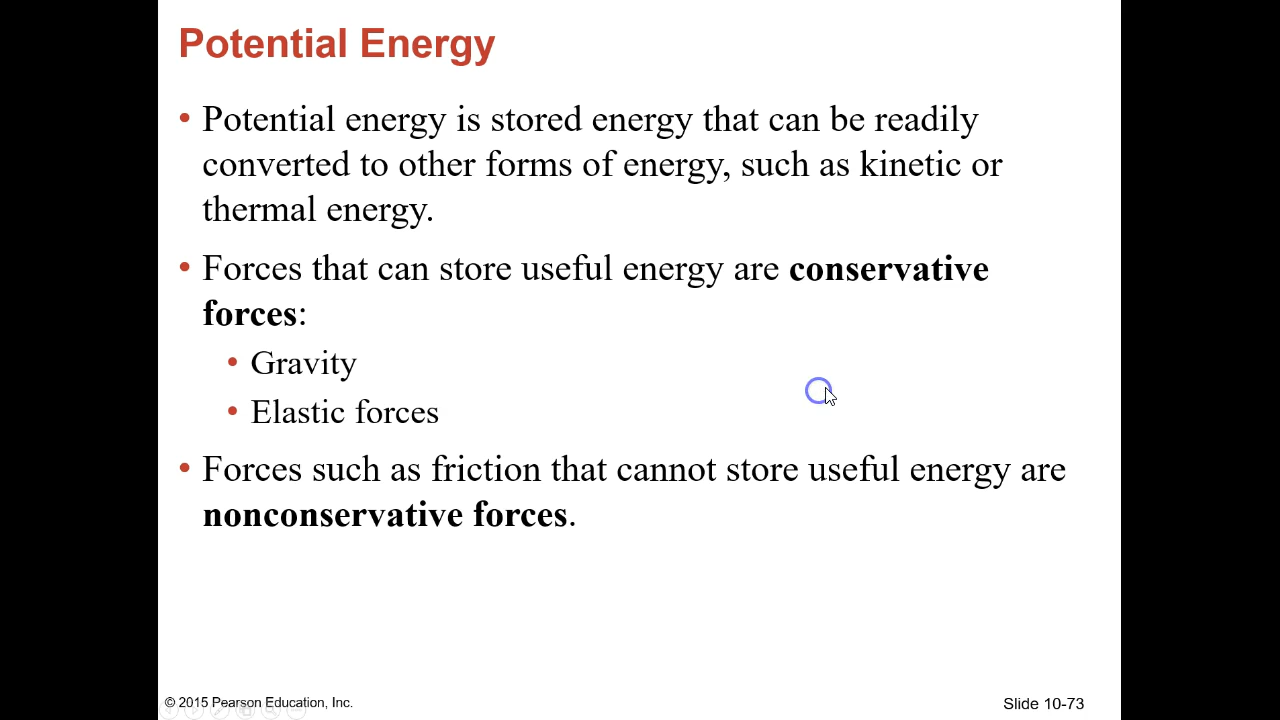 Potential Energy
• Potential energy is stored energy that can be readily
converted to other forms of energy, such as kinetic or
thermal energy.
• Forces that can store useful energy are conservative
forces:
• Gravity
• Elastic forces
• Forces such as friction that cannot store useful energy are
nonconservative forces.
© 2015 Pearson Education, Inc.
Slide 10-73